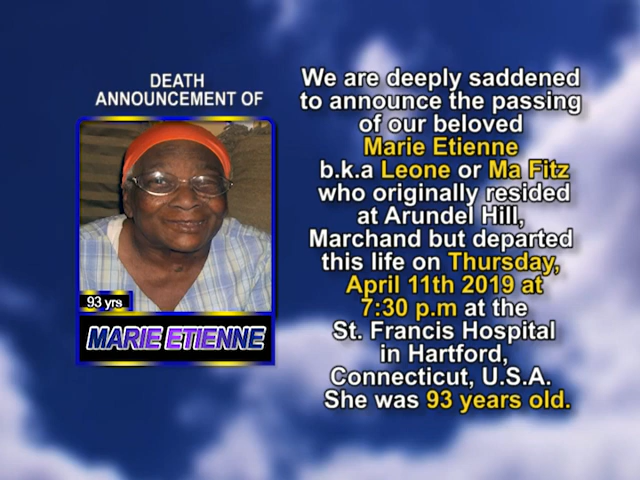 DEATH
ANNOUNCEMENT OF
93 yrs
MARIE ETIENNE
We are deeply saddened
to announce the passing
of our beloved
Marie Etienne
b.k.a Leone or Ma Fitz
who originally resided
at Arundel Hill,
Marchand but departed
this life on Thursday,
April 11th 2019 at
7:30 p.m at the
St. Francis Hospital
in Hartford,
Connecticut, U.S.A.
She was 93 years old.